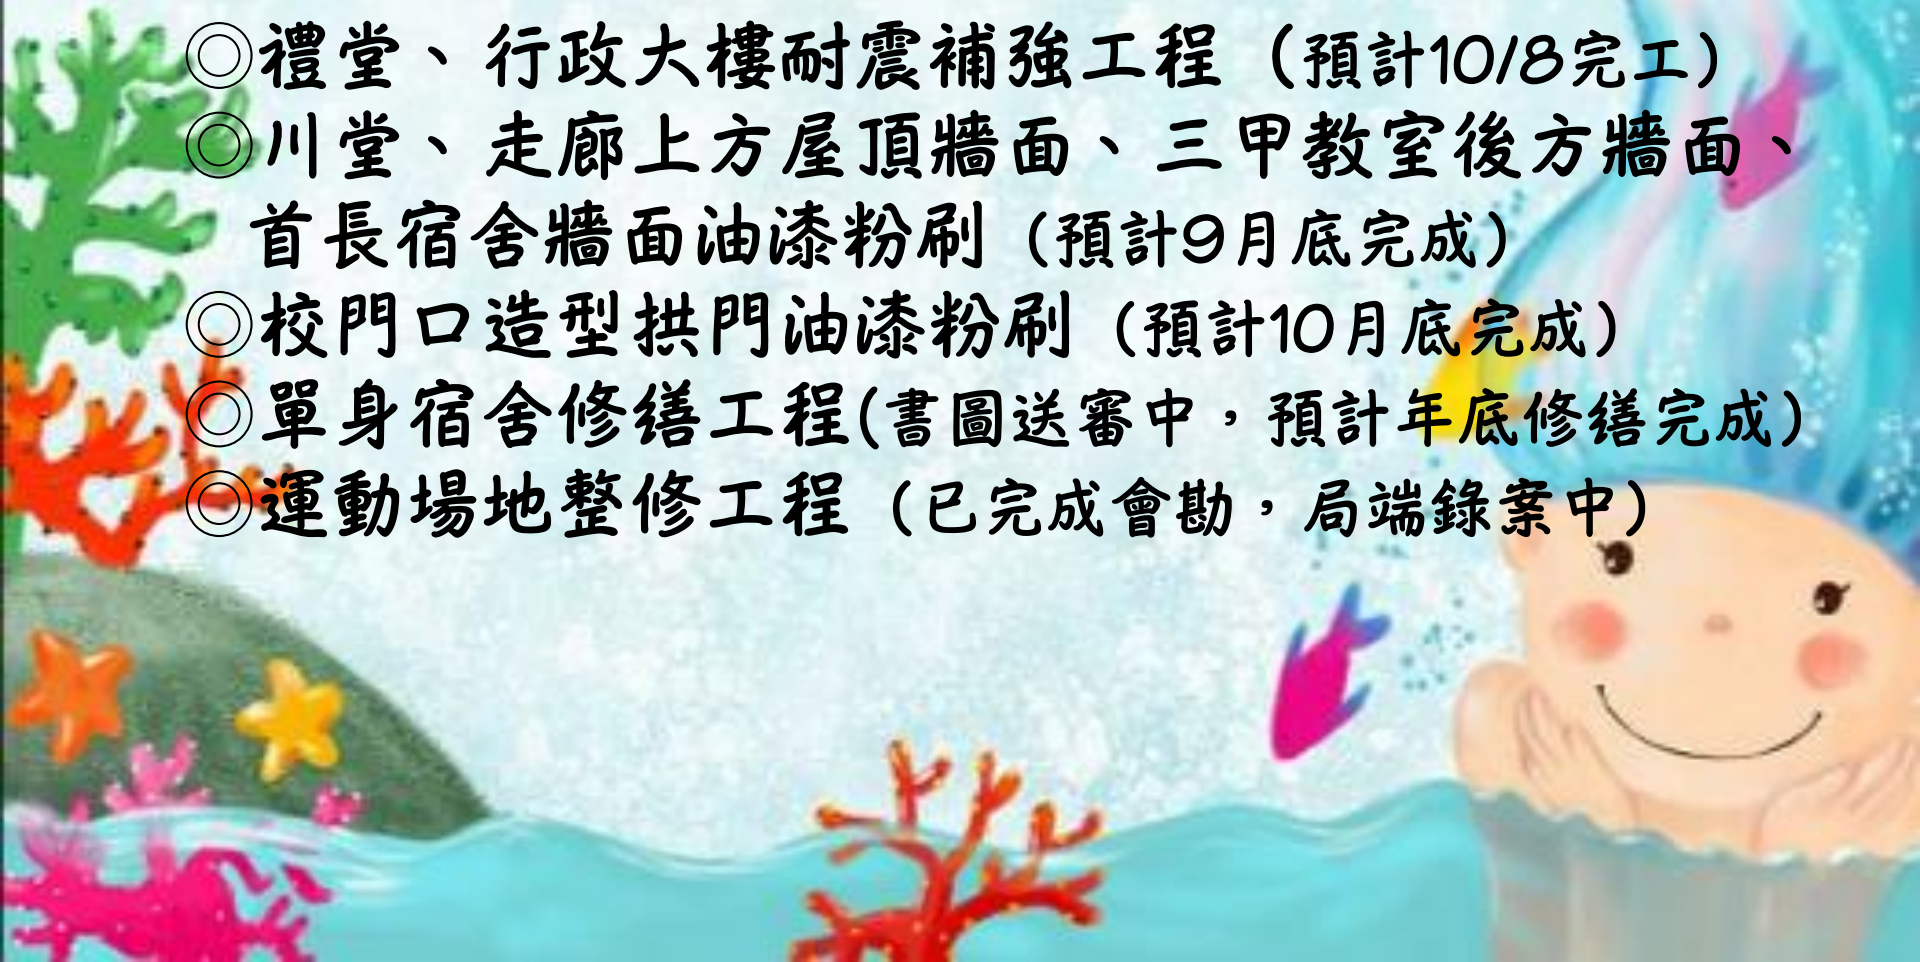 ◎禮堂、行政大樓耐震補強工程（預計10/8完工）
◎川堂、走廊上方屋頂牆面、三甲教室後方牆面、
首長宿舍牆面油漆粉刷（預計9月底完成）
◎校門口造型拱門油漆粉刷（預計10月底完成）
◎單身宿舍修繕工程(書圖送審中，預計年底修繕完成）
◎運動場地整修工程（已完成會勘，局端錄案中）